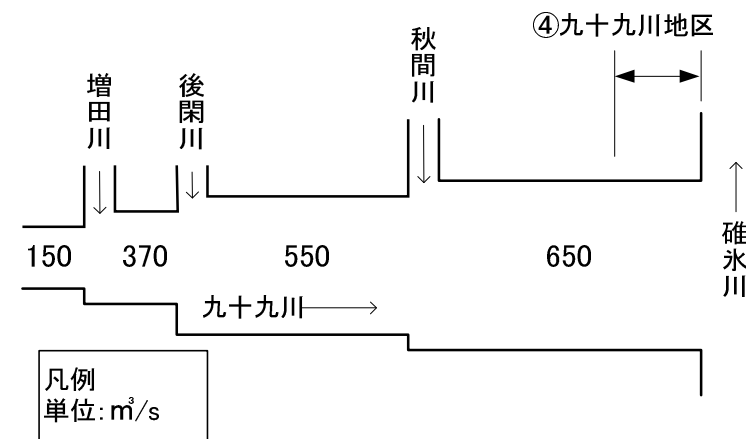 ④九十九川地区
秋間川
増田川
後閑川
150
370
550
650
碓氷川
九十九川
凡例
単位:㎥/s